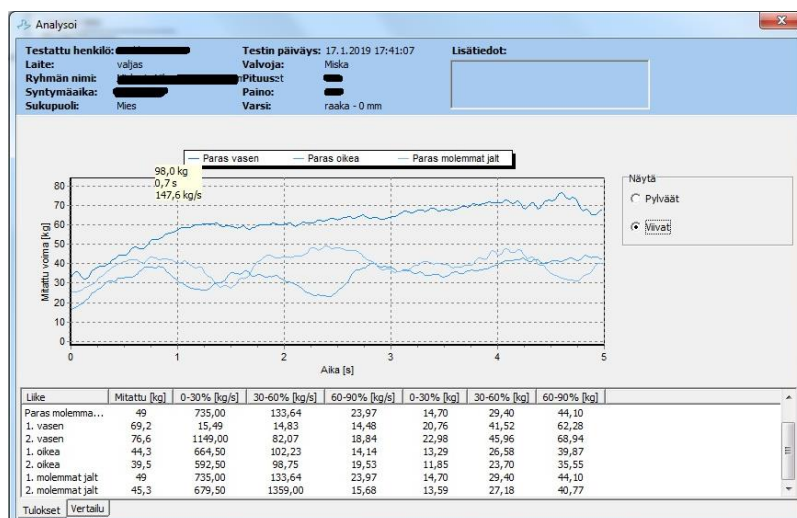 Analysoi
Testattu henkilö: Testin päiväys: 17.1.2019 17:41:07 Lisätiedot:
Laite: valjas Valvoja: Miska
Ryhmän nimi: Pituus:
Syntymäaika: Paino:
Sukupuoli: Mies Varsi: raaka - 0 mm
Paras vasen Paras oikea Paras molemmat jalt
98,0 kg
0,7 s
147,6 kg/s
Näytä
Pylväät
Viivat
Mitattu voima [kg]
80
70
60
50
40
30
20
10
0
0 1 2 3 4 5
Aika [s]
Liike Mitattu [kg] 0-30% [kg/s] 30-60% [kg/s] 60-90% [kg/s] 0-30% [kg] 30-60% [kg] 60-90% [kg]
Paras molemma... 49 735,00 133,64 23,97 14,70 29,40 44,10
1. vasen 69,2 15,49 14,83 14,48 20,76 41,52 62,28
2. vasen 76,6 1149,00 82,07 18,84 22,98 45,96 68,94
1. oikea 44,3 664,50 102,23 14,14 13,29 26,58 39,87
2. oikea 39,5 592,50 98,75 19,53 11,85 23,70 35,55
1. molemmat jalt 49 735,00 133,64 23,97 14,70 29,40 44,10
2. molemmat jalt 45,3 679,50 1359,00 15,68 13,59 27,18 40,77
Tulokset Vertailu